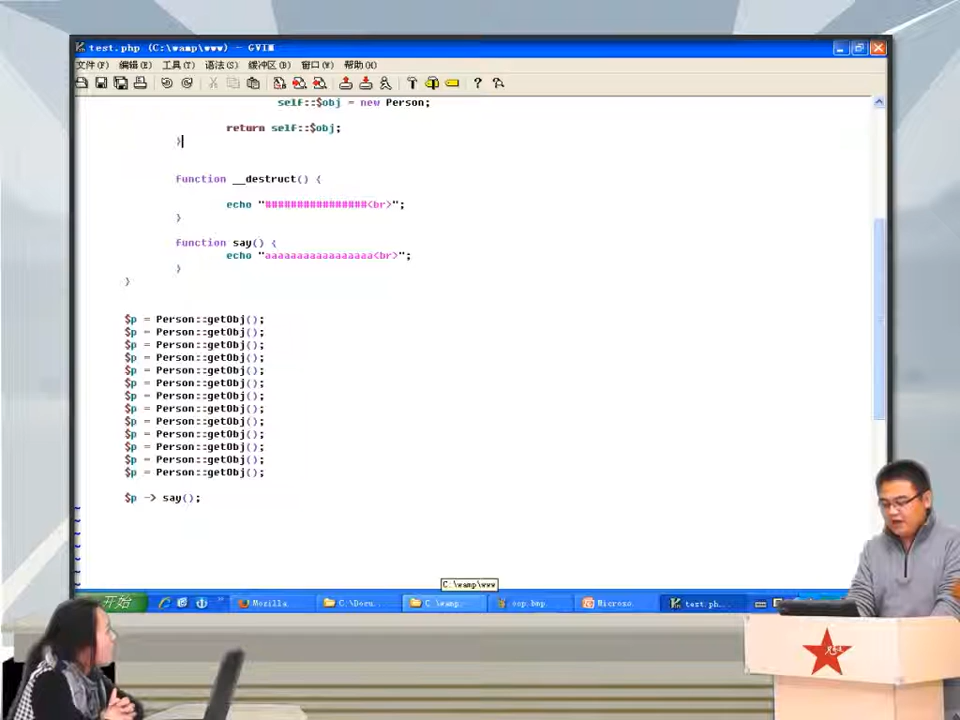 test.php (C:\wamp\www) - GVIM
文件(F) 编辑(E) 工具(T) 语法(S) 缓冲区(B) 窗口(W) 帮助(H)
self::$obj = new Person;
return self::$obj;
}
function __destruct() {
echo "################<br>";
}
function say() {
echo "aaaaaaaaaaaaaaaaa<br>";
}
}
$p = Person::getObj();
$p = Person::getObj();
$p = Person::getObj();
$p = Person::getObj();
$p = Person::getObj();
$p = Person::getObj();
$p = Person::getObj();
$p = Person::getObj();
$p = Person::getObj();
$p = Person::getObj();
$p = Person::getObj();
$p = Person::getObj();
$p = Person::getObj();
$p -> say();
~
~
~
~
~
~
~
C:\wamp\www
开始 Mozilla C:\Docu... C:\wamp... oop.bmp Microso... test.ph...